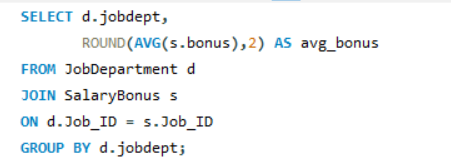 SELECT d.jobdept,
ROUND(AVG(s.bonus),2) AS avg_bonus
FROM JobDepartment d
JOIN SalaryBonus s
ON d.Job_ID = s.Job_ID
GROUP BY d.jobdept;